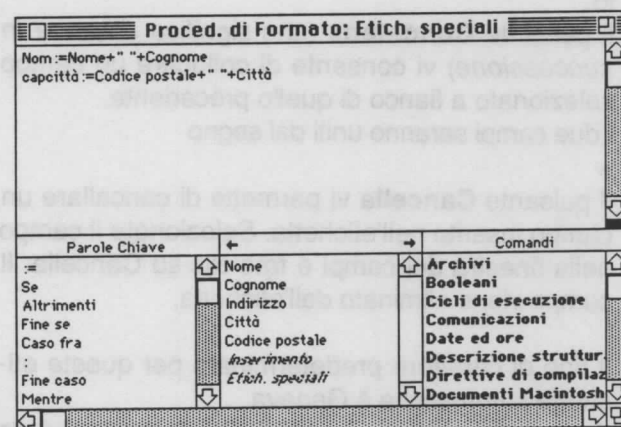 Proced. di Formato: Etich. speciali
Nom:=Nome+" "+Cognome
capcittà:=Codice postale+" "+Città
Parole Chiave
:=
Se
Altrimenti
Fine se
Caso fra
:
Fine caso
Mentre
Nome
Cognome
Indirizzo
Città
Codice postale
Inserimento
Etich. speciali
Comandi
Archivi
Booleani
Cicli di esecuzione
Comunicazioni
Date ed ore
Descrizione struttur.
Direttive di compilaz
Documenti Macintosh